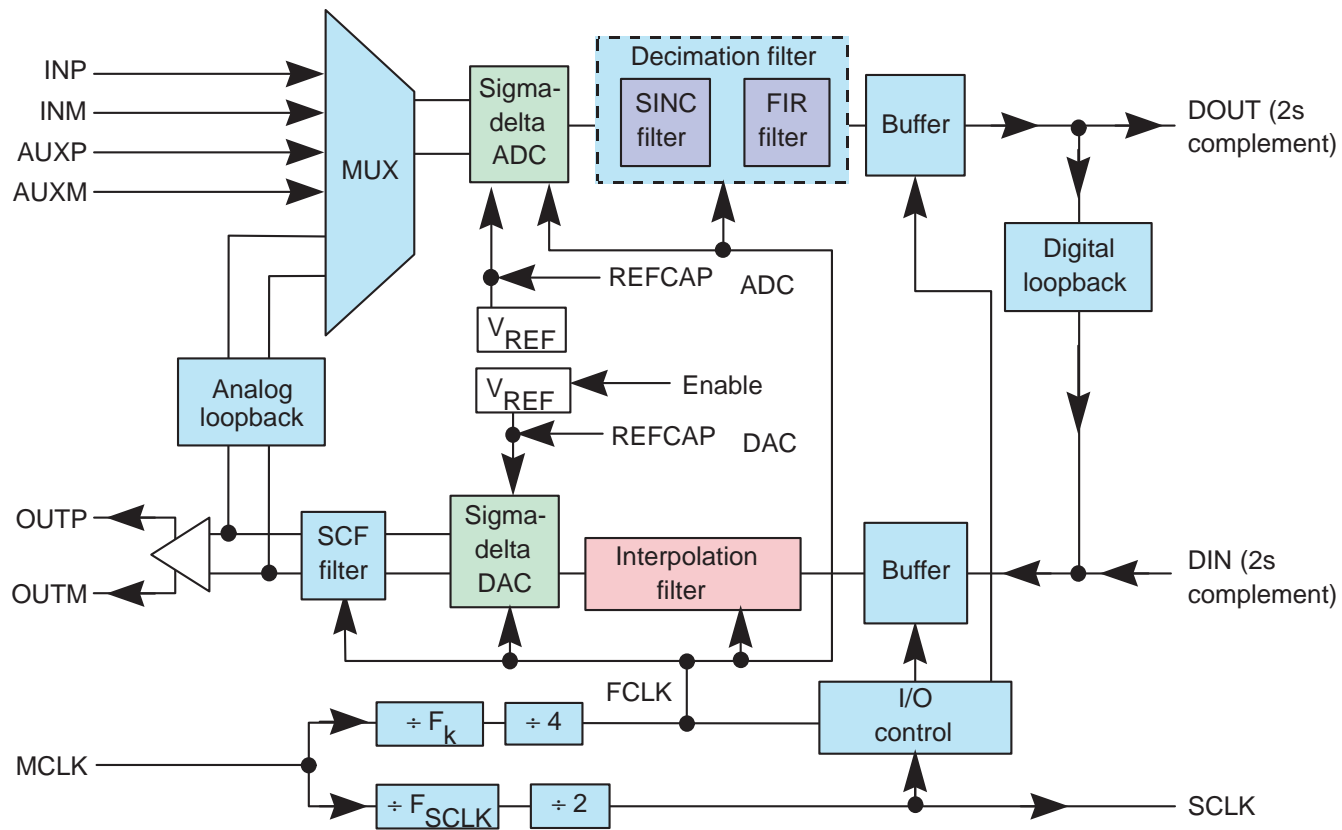 INP
INM
AUXP
AUXM
MUX
Sigma-
delta
ADC
Decimation filter
SINC
filter
FIR
filter
Buffer
DOUT (2s
complement)
Digital
loopback
REFCAP ADC
VREF
VREF
Enable
REFCAP DAC
Analog
loopback
OUTP
OUTM
SCF
filter
Sigma-
delta
DAC
Interpolation
filter
Buffer
DIN (2s
complement)
FCLK
I/O
control
MCLK
÷ Fk
÷ 4
÷ FSCLK
÷ 2
SCLK